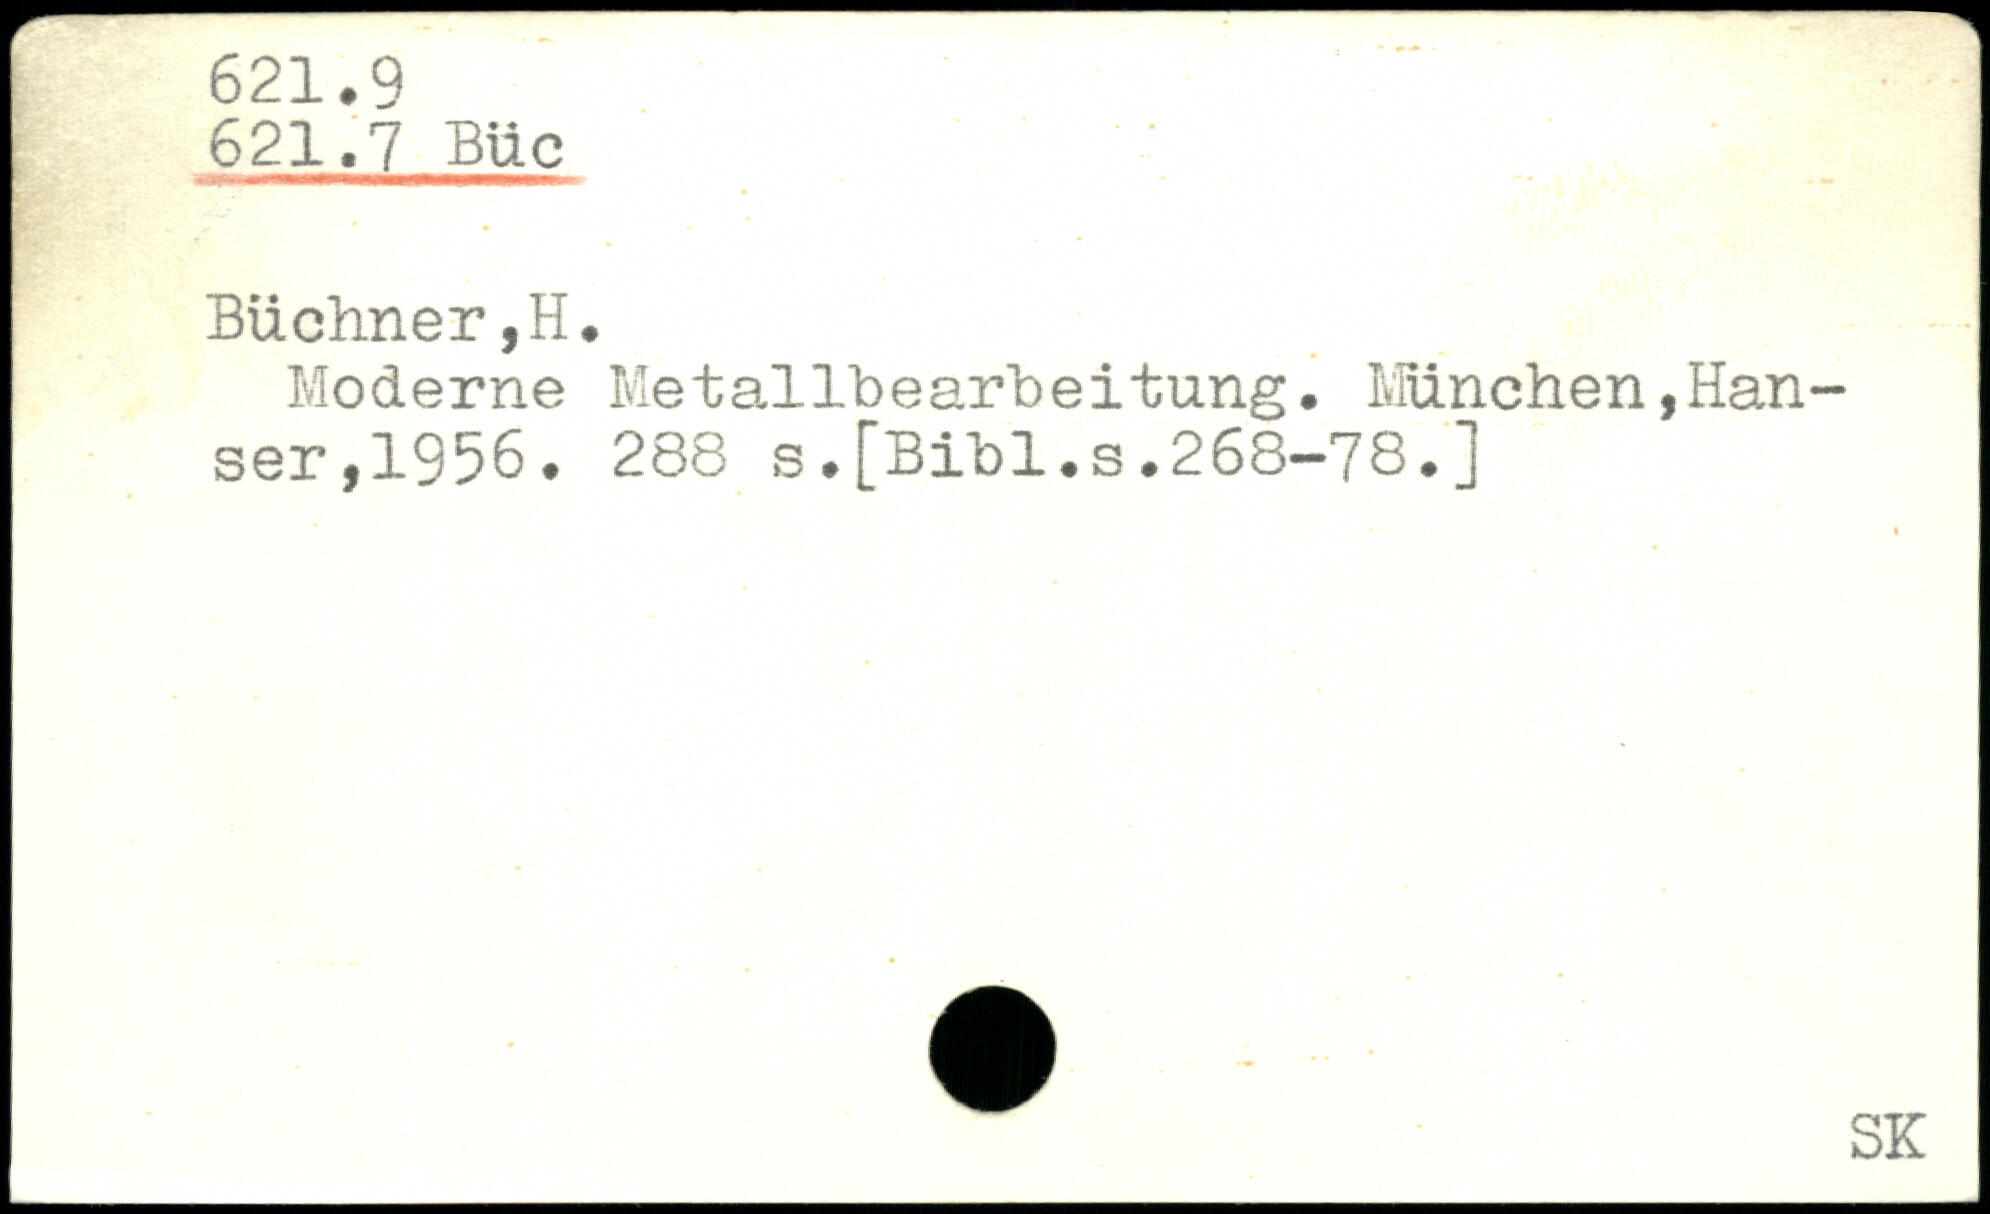 621.9
621.7 Büc
Büchner,H.
Moderne Metallbearbeitung. München,Han-
ser,1956. 288 s.[Bibl.s.268-78.]
SK